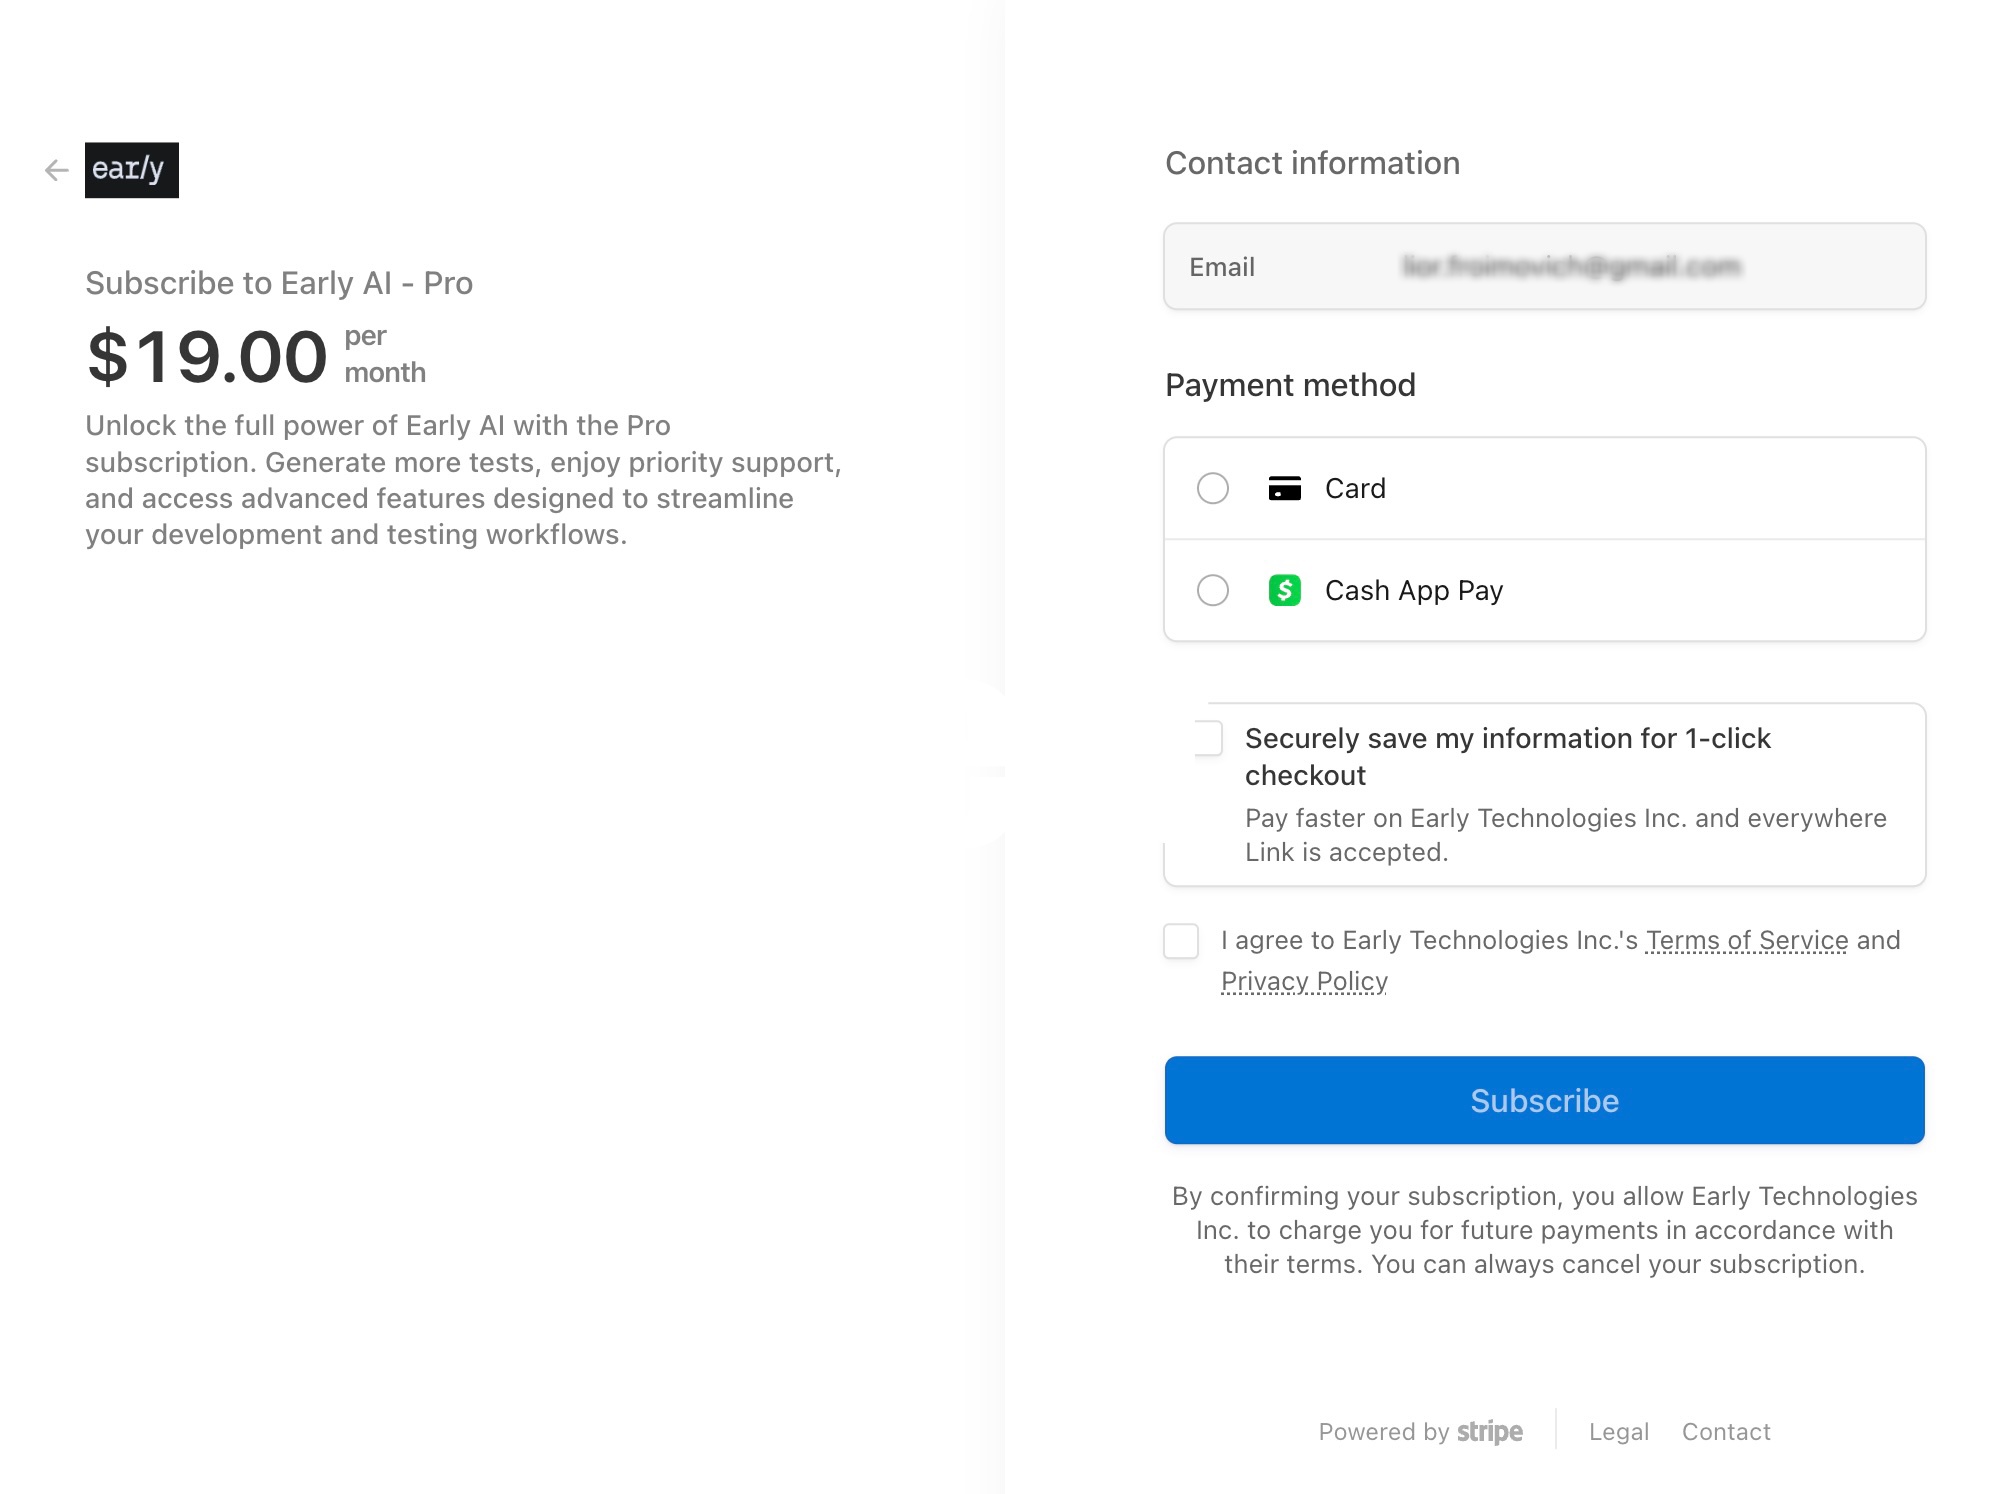 ear/y
Subscribe to Early AI - Pro
$19.00 per
month
Unlock the full power of Early AI with the Pro
subscription. Generate more tests, enjoy priority support,
and access advanced features designed to streamline
your development and testing workflows.
Contact information
Email
Payment method
Card
Cash App Pay
Securely save my information for 1-click
checkout
Pay faster on Early Technologies Inc. and everywhere
Link is accepted.
I agree to Early Technologies Inc.'s Terms of Service and
Privacy Policy
Subscribe
By confirming your subscription, you allow Early Technologies
Inc. to charge you for future payments in accordance with
their terms. You can always cancel your subscription.
Powered by stripe
Legal Contact